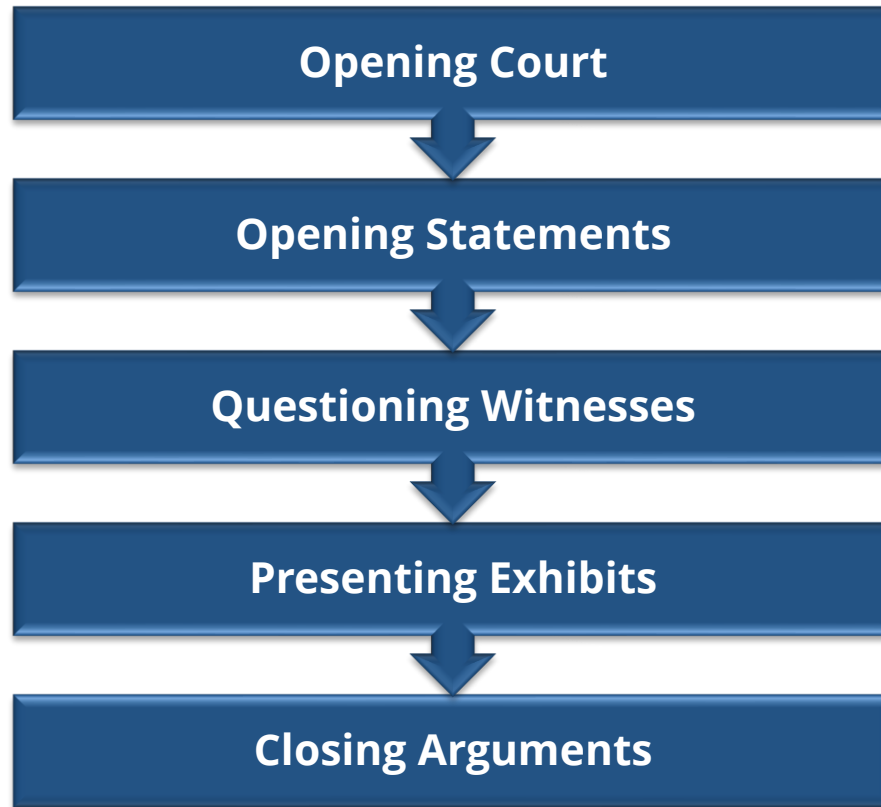 Opening Court
Opening Statements
Questioning Witnesses
Presenting Exhibits
Closing Arguments